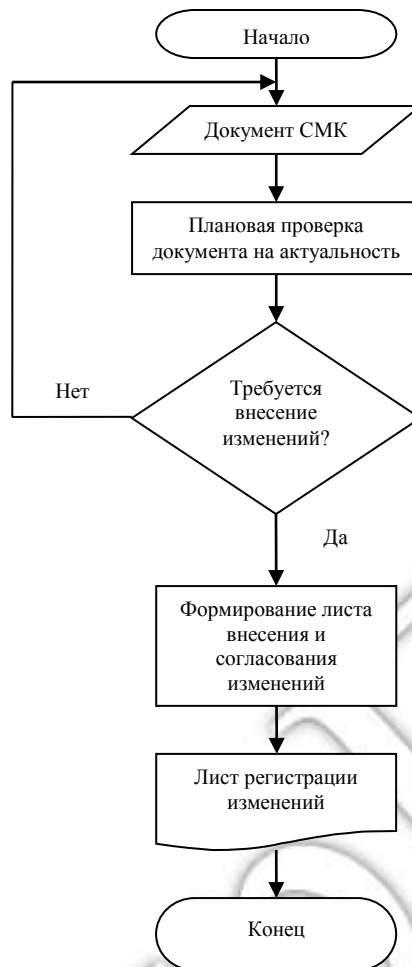 Начало
Документ СМК
Плановая проверка
документа на актуальность
Нет
Требуется
внесение
изменений?
Да
Формирование листа
внесения и
согласования
изменений
Лист регистрации
изменений
Конец